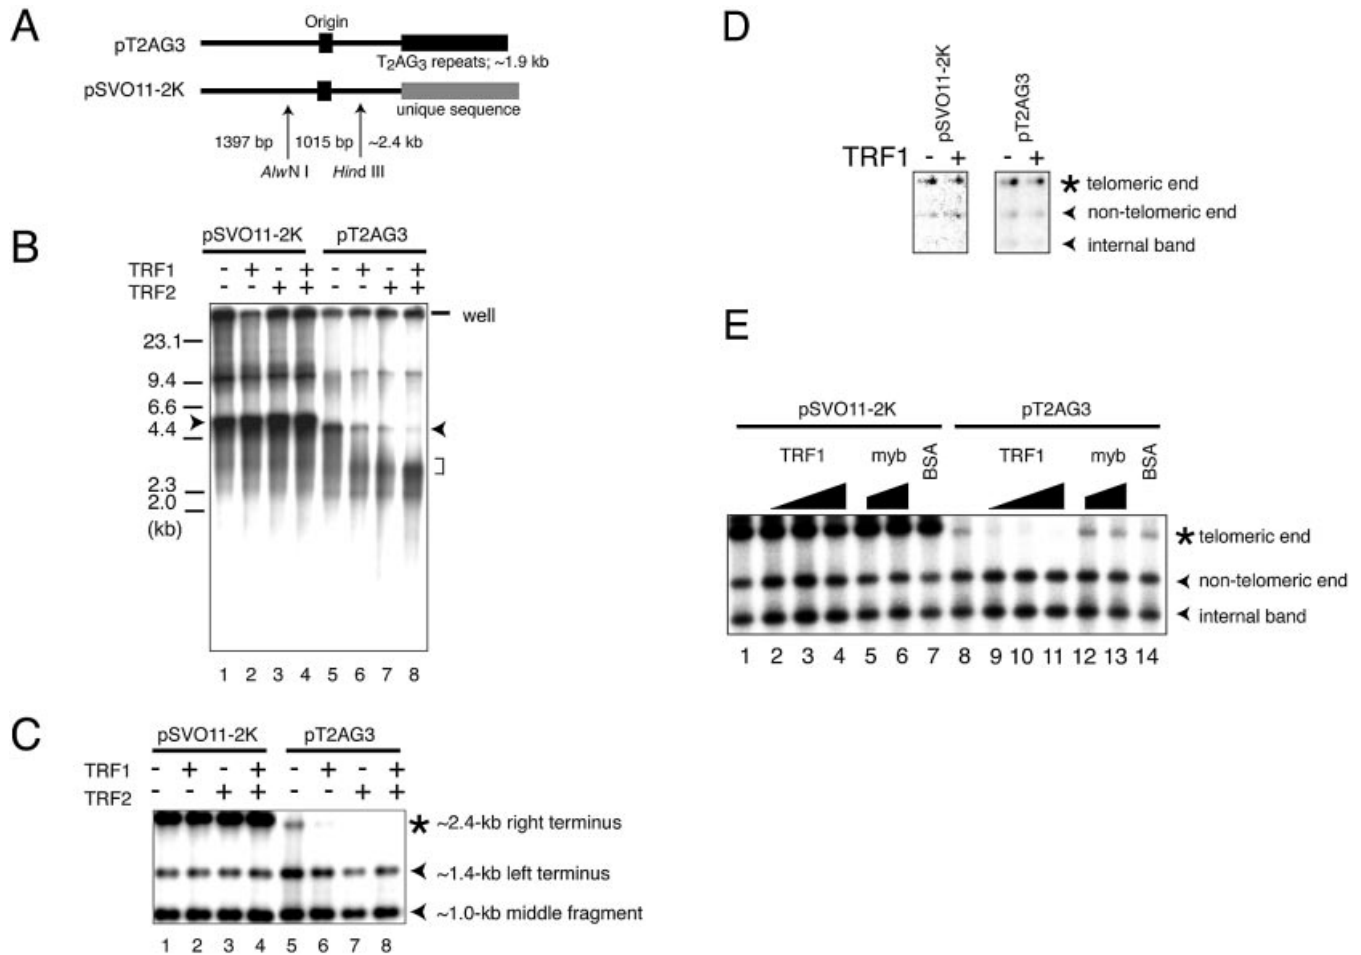 A
Origin
pT2AG3
T2AG3 repeats; ~1.9 kb
pSVO11-2K
unique sequence
1397 bp 1015 bp ~2.4 kb
AlwN I Hind III
B
pSVO11-2K pT2AG3
TRF1 - + - + - + - +
TRF2 - - + + - - + +
well
23.1
9.4
6.6
4.4
2.3
2.0
(kb)
1 2 3 4 5 6 7 8
C
pSVO11-2K pT2AG3
TRF1 - + - + - + - +
TRF2 - - + + - - + +
* ~2.4-kb right terminus
~1.4-kb left terminus
~1.0-kb middle fragment
1 2 3 4 5 6 7 8
D
pSVO11-2K pT2AG3
TRF1 - + - +
* telomeric end
non-telomeric end
internal band
E
pSVO11-2K pT2AG3
TRF1 myb BSA TRF1 myb BSA
* telomeric end
non-telomeric end
internal band
1 2 3 4 5 6 7 8 9 10 11 12 13 14